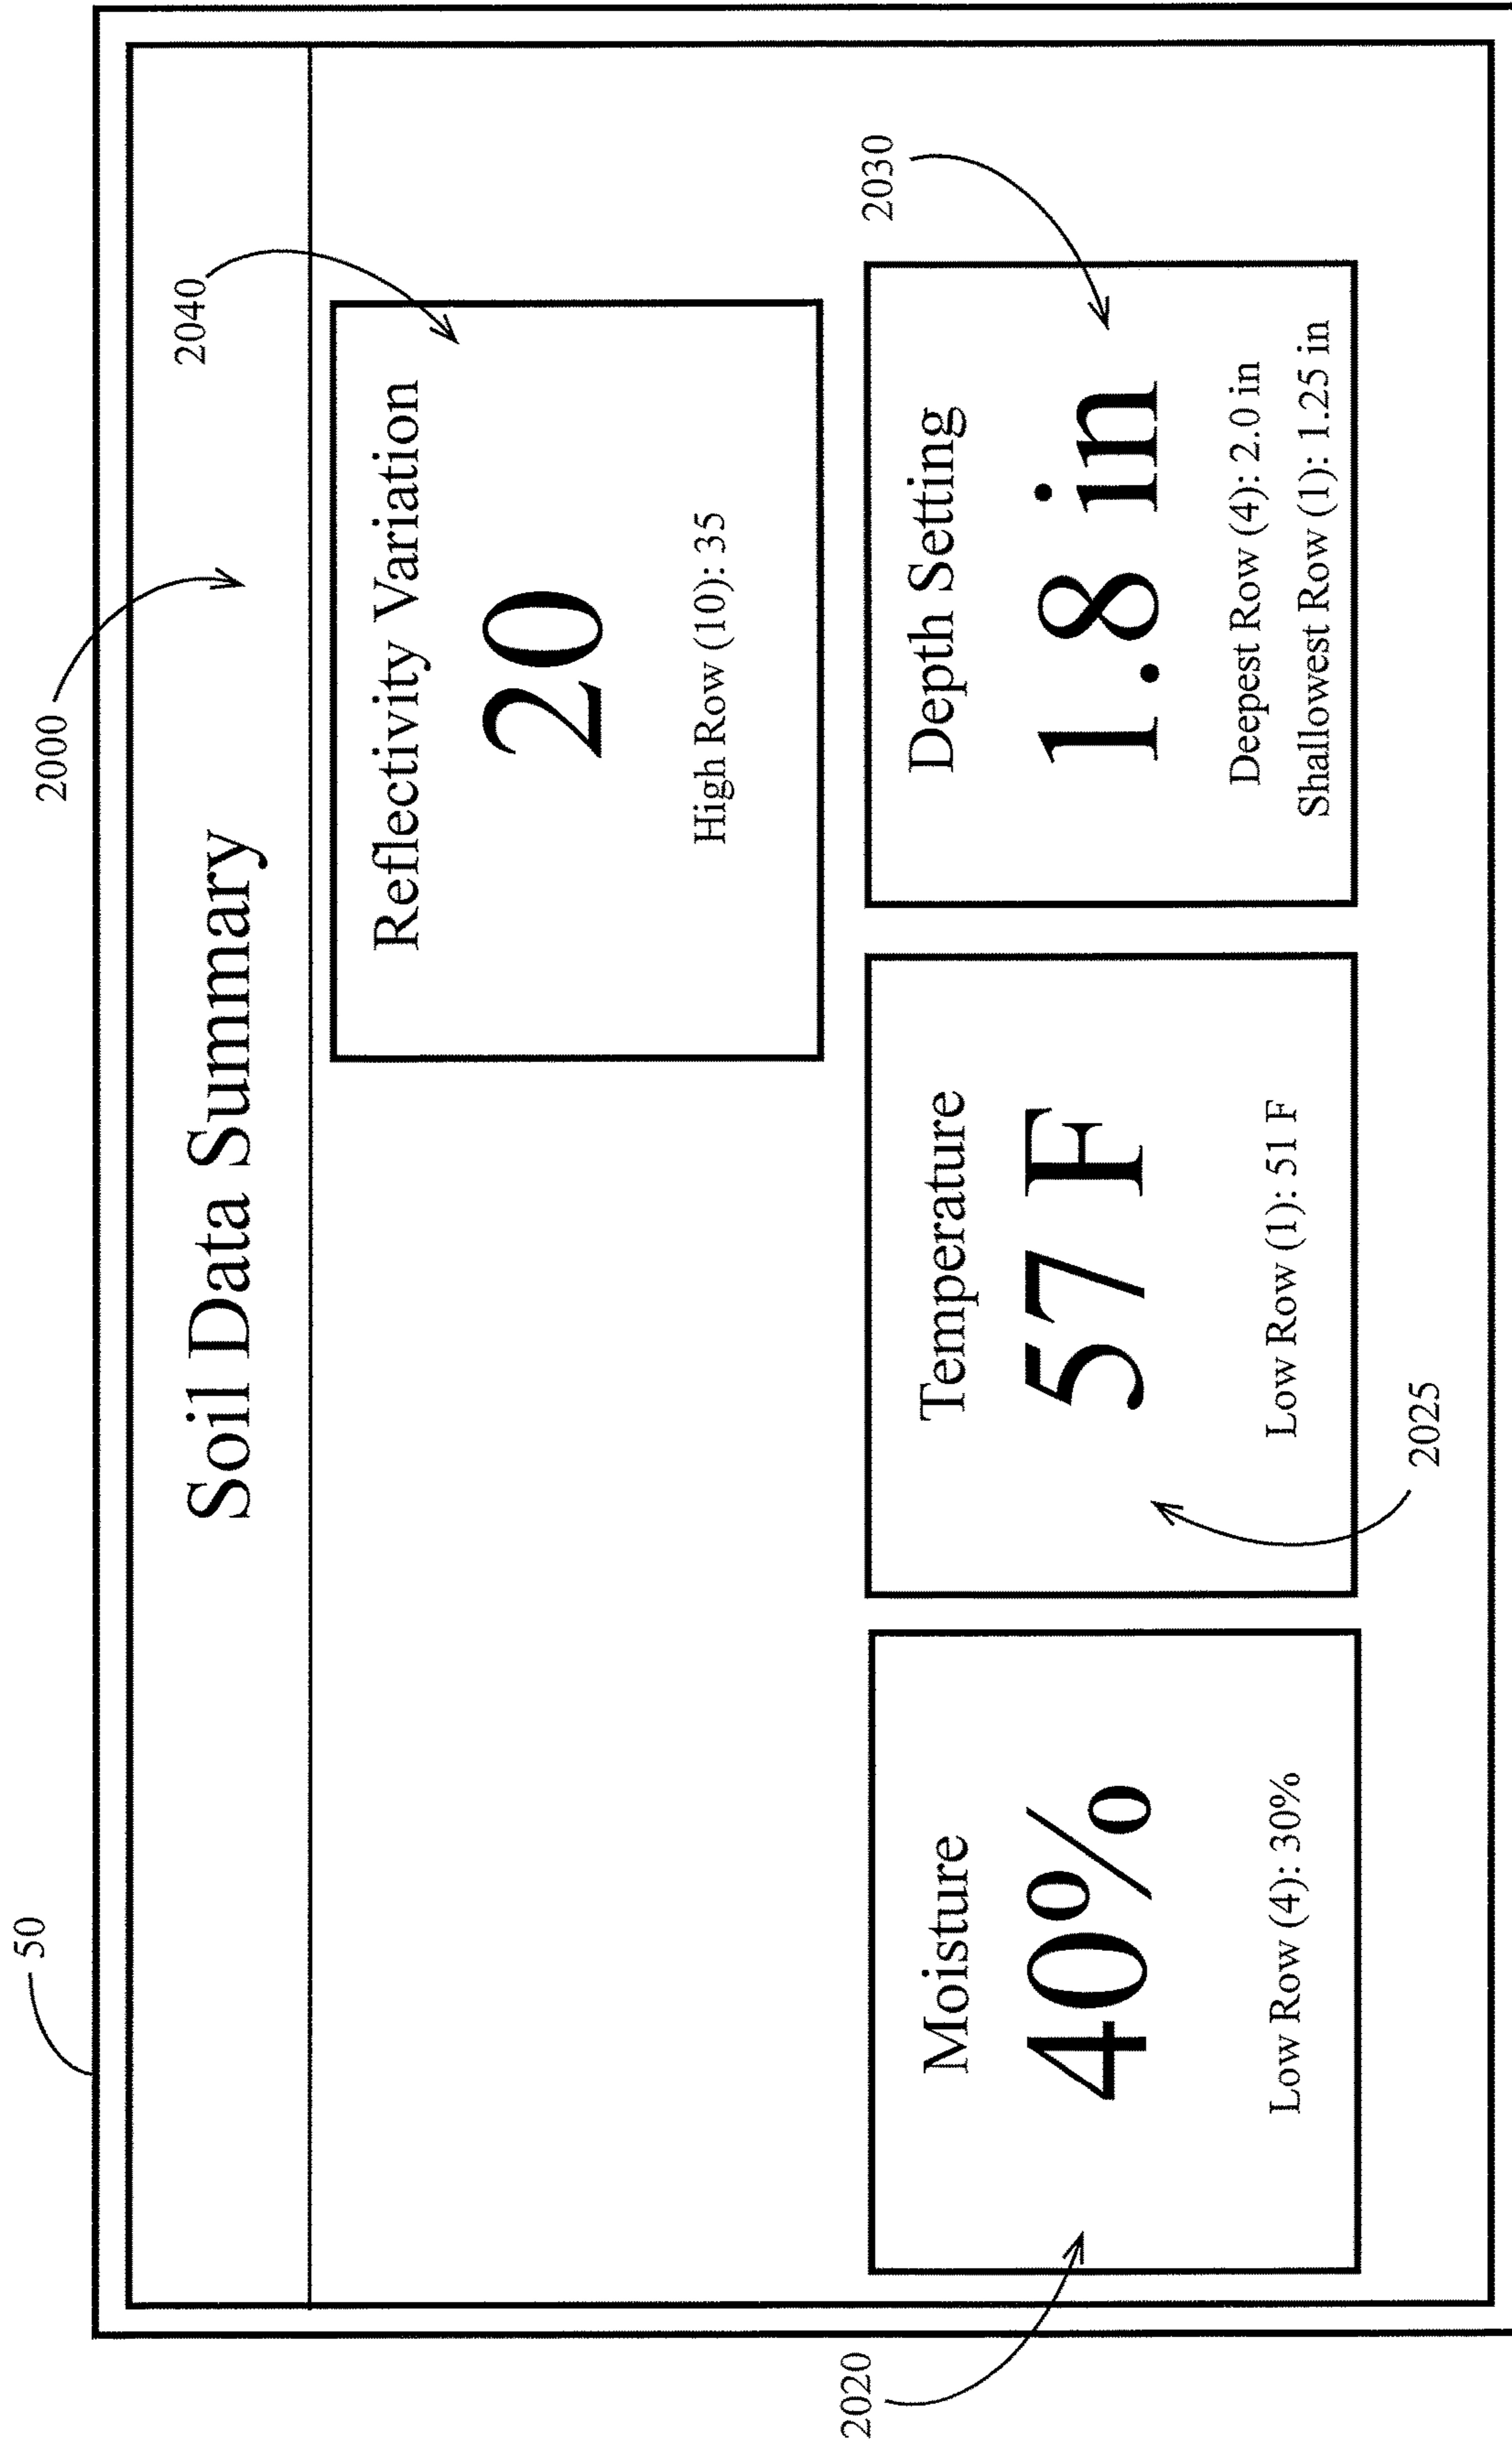 50
2000
Soil Data Summary
2040
Reflectivity Variation
20
High Row (10): 35
2020
Moisture
40%
Low Row (4): 30%
Temperature
57 F
Low Row (1): 51 F
2025
2030
Depth Setting
1.8 in
Deepest Row (4): 2.0 in
Shallowest Row (1): 1.25 in